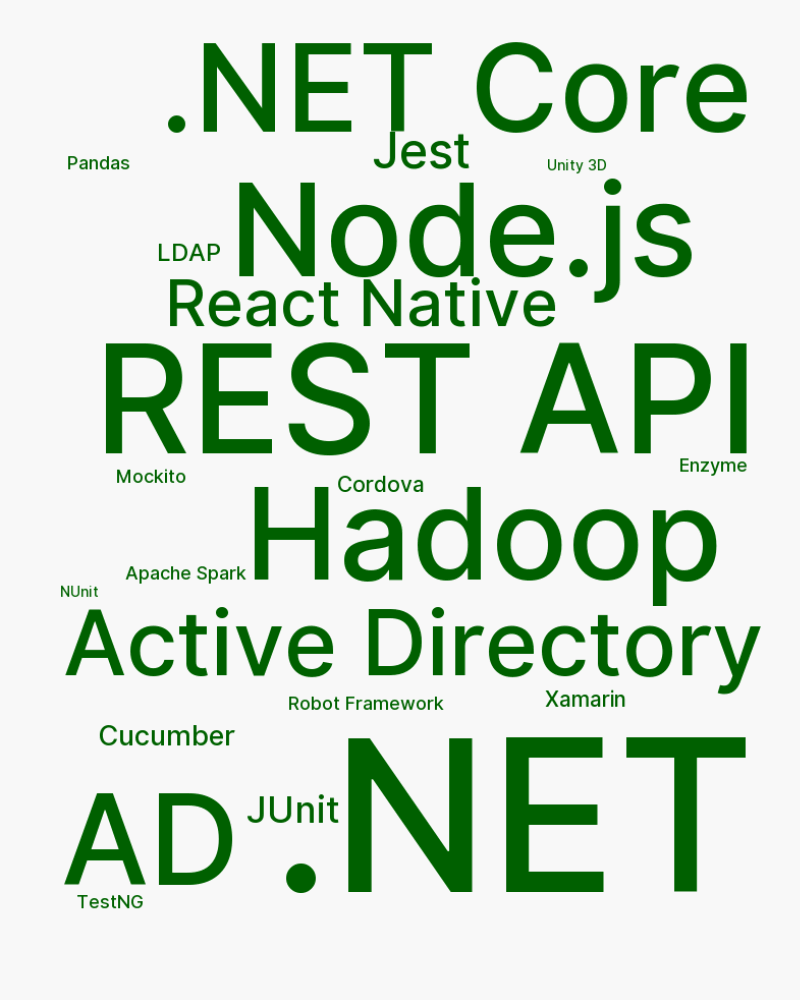 .NET Core
Jest
Pandas
Unity 3D
Node.js
LDAP
React Native
REST API
Enzyme
Mockito
Cordova
Hadoop
Apache Spark
NUnit
Active Directory
Xamarin
Robot Framework
Cucumber
.NET
JUnit
AD
TestNG